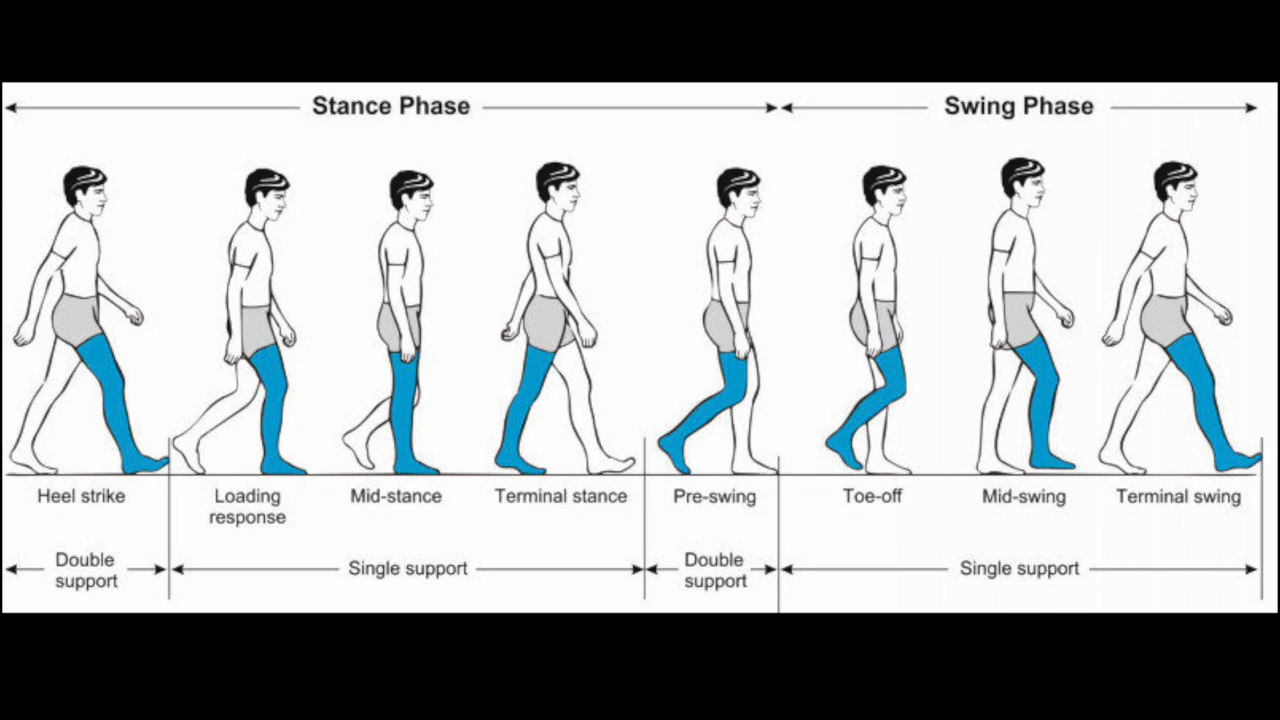 Stance Phase
Swing Phase
Heel strike
Loading
response
Mid-stance
Terminal stance
Pre-swing
Toe-off
Mid-swing
Terminal swing
Double
support
Single support
Double
support
Single support